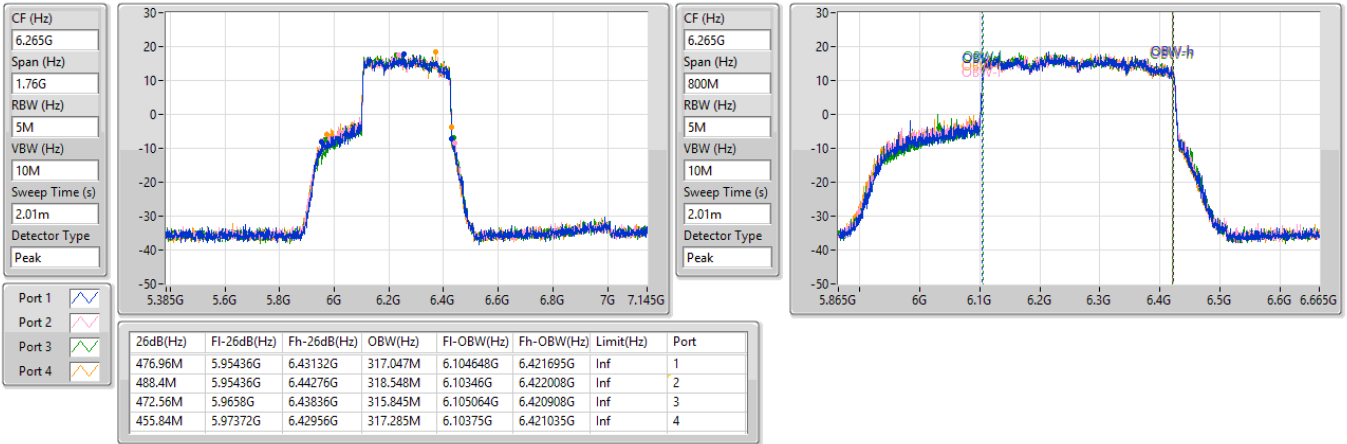 CF (Hz)
6.265G
Span (Hz)
1.76G
RBW (Hz)
5M
VBW (Hz)
10M
Sweep Time (s)
2.01m
Detector Type
Peak
30-
20-
10-
0-
-10-
-20-
-30-
-40-
-50-
5.385G 5.6G 5.8G 6G 6.2G 6.4G 6.6G 6.8G 7G 7.145G
CF (Hz)
6.265G
Span (Hz)
800M
RBW (Hz)
5M
VBW (Hz)
10M
Sweep Time (s)
2.01m
Detector Type
Peak
30-
20-
10-
0-
-10-
-20-
-30-
-40-
-50-
OBW-l
OBW-h
5.865G 6G 6.1G 6.2G 6.3G 6.4G 6.5G 6.6G 6.665G
Port 1
Port 2
Port 3
Port 4
26dB(Hz) Fl-26dB(Hz) Fh-26dB(Hz) OBW(Hz) Fl-OBW(Hz) Fh-OBW(Hz) Limit(Hz) Port
476.96M 5.95436G 6.43132G 317.047M 6.104648G 6.421695G Inf 1
488.4M 5.95436G 6.44276G 318.548M 6.10346G 6.422008G Inf 2
472.56M 5.9658G 6.43836G 315.845M 6.105064G 6.420908G Inf 3
455.84M 5.97372G 6.42956G 317.285M 6.10375G 6.421035G Inf 4